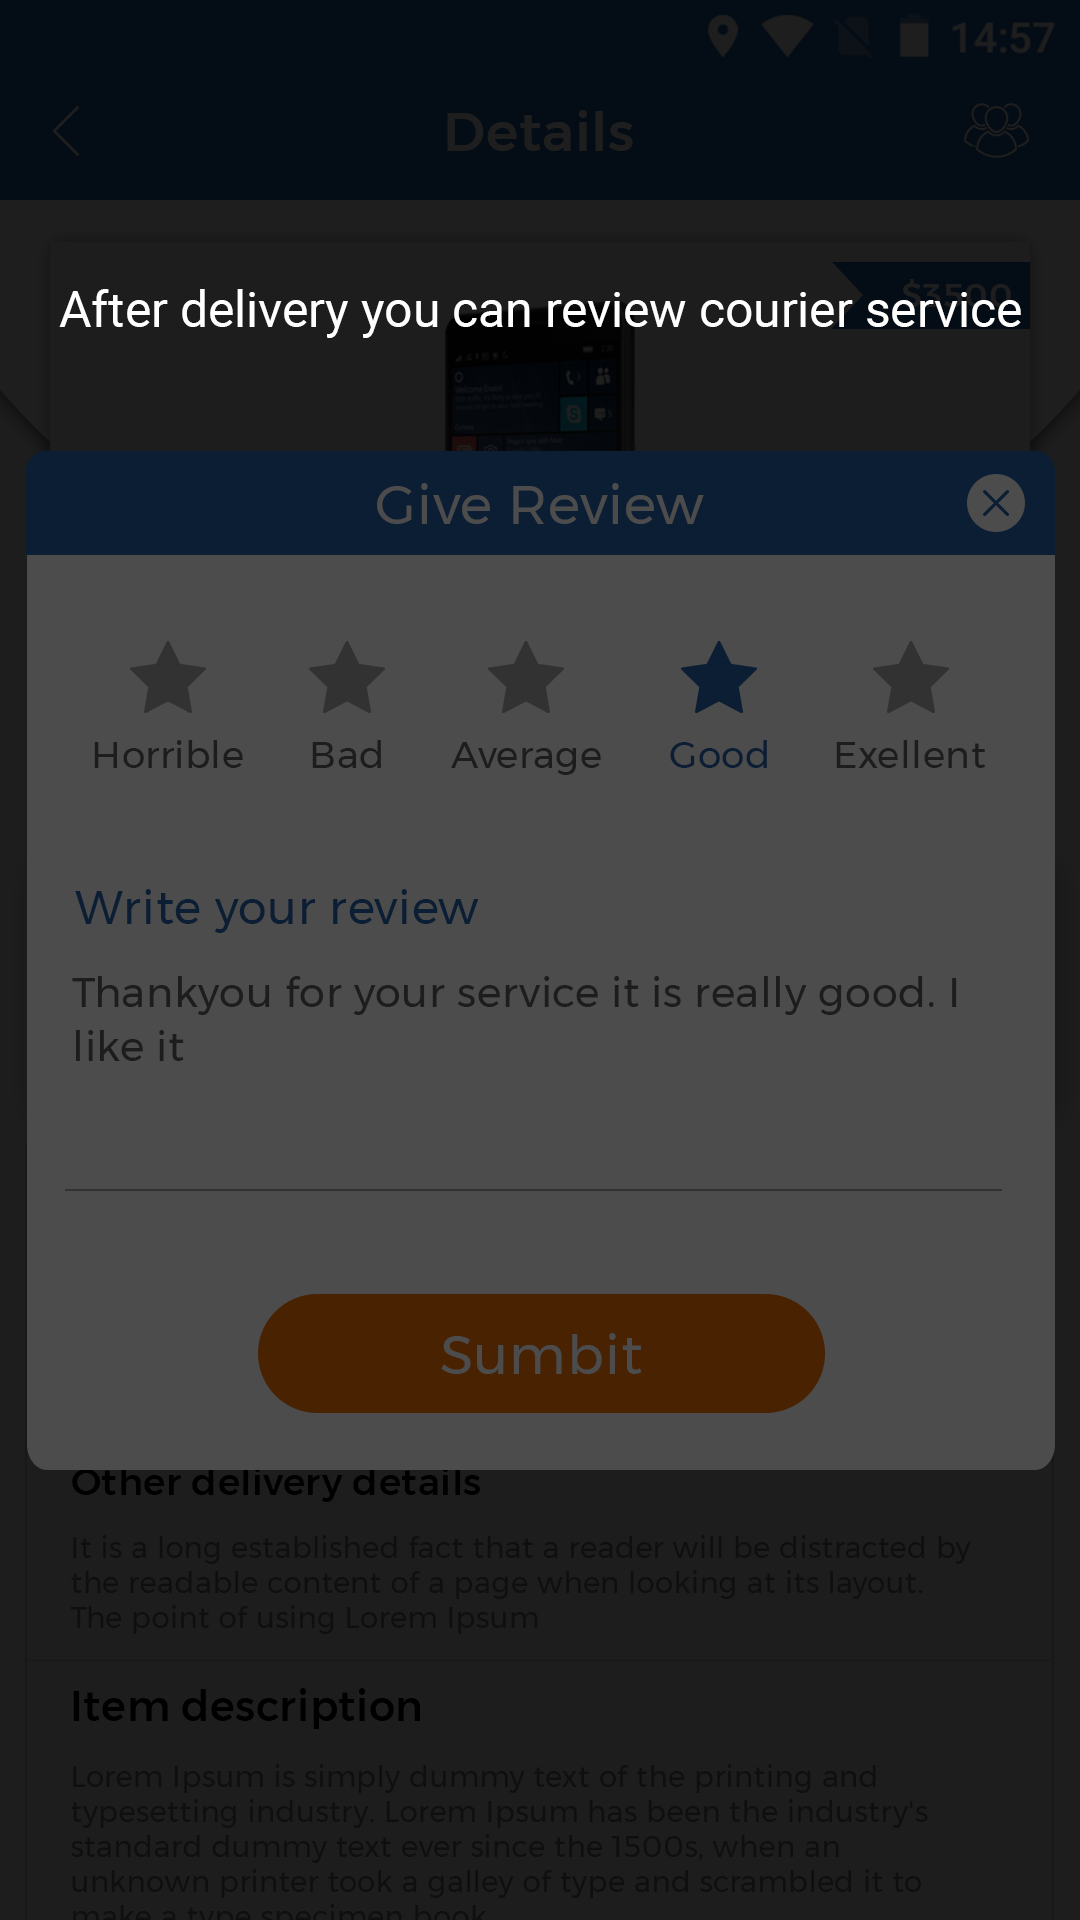 14:57
Details
$3500
After delivery you can review courier service
Give Review
Horrible Bad Average Good Exellent
Write your review
Thankyou for your service it is really good. I
like it
Sumbit
Other delivery details
It is a long established fact that a reader will be distracted by
the readable content of a page when looking at its layout.
The point of using Lorem Ipsum
Item description
Lorem Ipsum is simply dummy text of the printing and
typesetting industry. Lorem Ipsum has been the industry's
standard dummy text ever since the 1500s, when an
unknown printer took a galley of type and scrambled it to
make a type specimen book